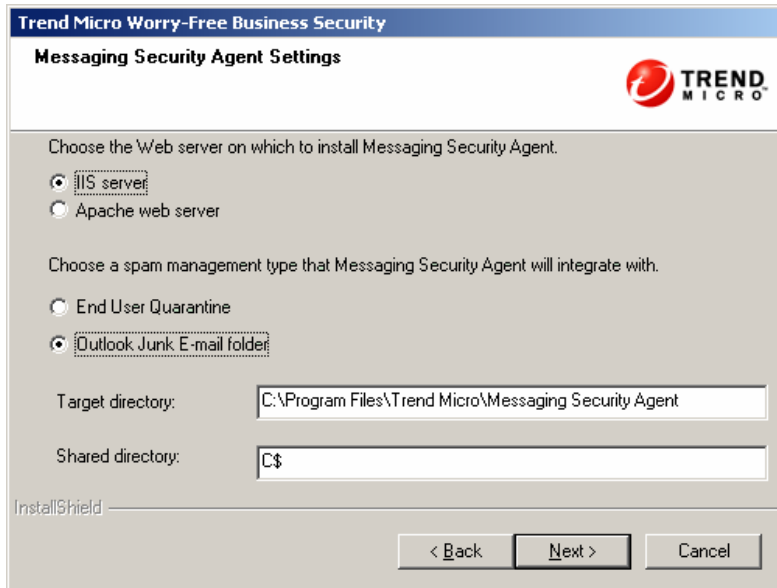 Trend Micro Worry-Free Business Security
Messaging Security Agent Settings
TREND
MICRO™
Choose the Web server on which to install Messaging Security Agent.
IIS server
Apache web server
Choose a spam management type that Messaging Security Agent will integrate with.
End User Quarantine
Outlook Junk E-mail folder
Target directory: C:\Program Files\Trend Micro\Messaging Security Agent
Shared directory: C$
InstallShield
< Back Next > Cancel